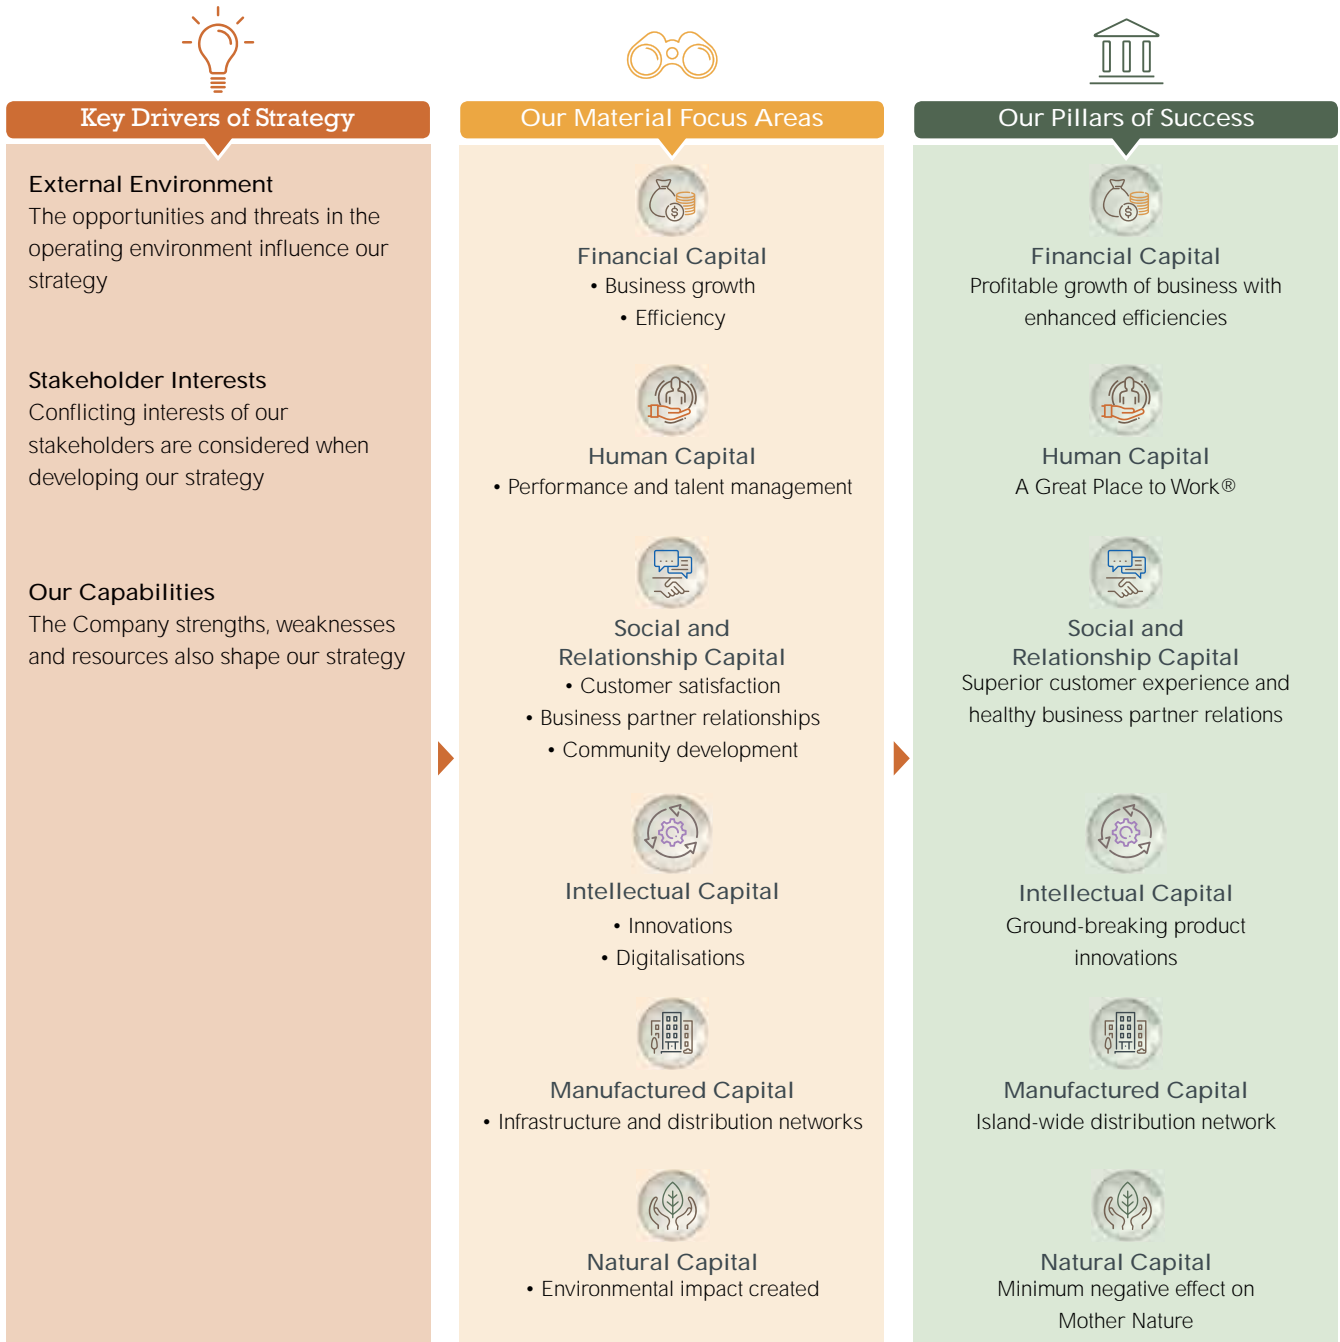 Key Drivers of Strategy
External Environment
The opportunities and threats in the
operating environment influence our
strategy
Stakeholder Interests
Conflicting interests of our
stakeholders are considered when
developing our strategy
Our Capabilities
The Company strengths, weaknesses
and resources also shape our strategy
Our Material Focus Areas
Financial Capital
• Business growth
• Efficiency
Human Capital
• Performance and talent management
Social and
Relationship Capital
• Customer satisfaction
• Business partner relationships
• Community development
Intellectual Capital
• Innovations
• Digitalisations
Manufactured Capital
• Infrastructure and distribution networks
Natural Capital
• Environmental impact created
Our Pillars of Success
Financial Capital
Profitable growth of business with
enhanced efficiencies
Human Capital
A Great Place to Work®
Social and
Relationship Capital
Superior customer experience and
healthy business partner relations
Intellectual Capital
Ground-breaking product
innovations
Manufactured Capital
Island-wide distribution network
Natural Capital
Minimum negative effect on
Mother Nature